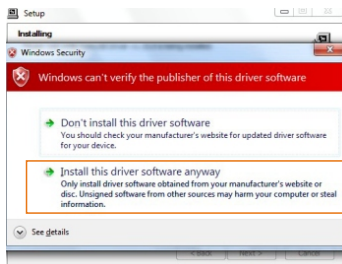 Setup
Installing
Windows Security
Windows can't verify the publisher of this driver software
Don't install this driver software
You should check your manufacturer's website for updated driver software
for your device.
Install this driver software anyway
Only install driver software obtained from your manufacturer's website or
disc. Unsigned software from other sources may harm your computer or steal
information.
See details
< Back Next > Cancel